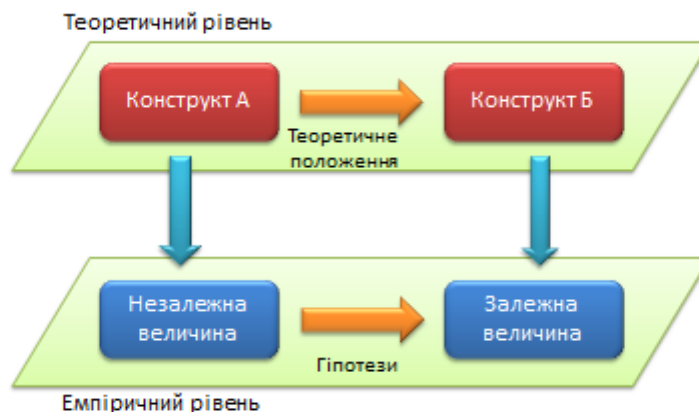 Теоретичний рівень
Конструкт А
Конструкт Б
Теоретичне
положення
Незалежна
величина
Залежна
величина
Гіпотези
Емпіричний рівень